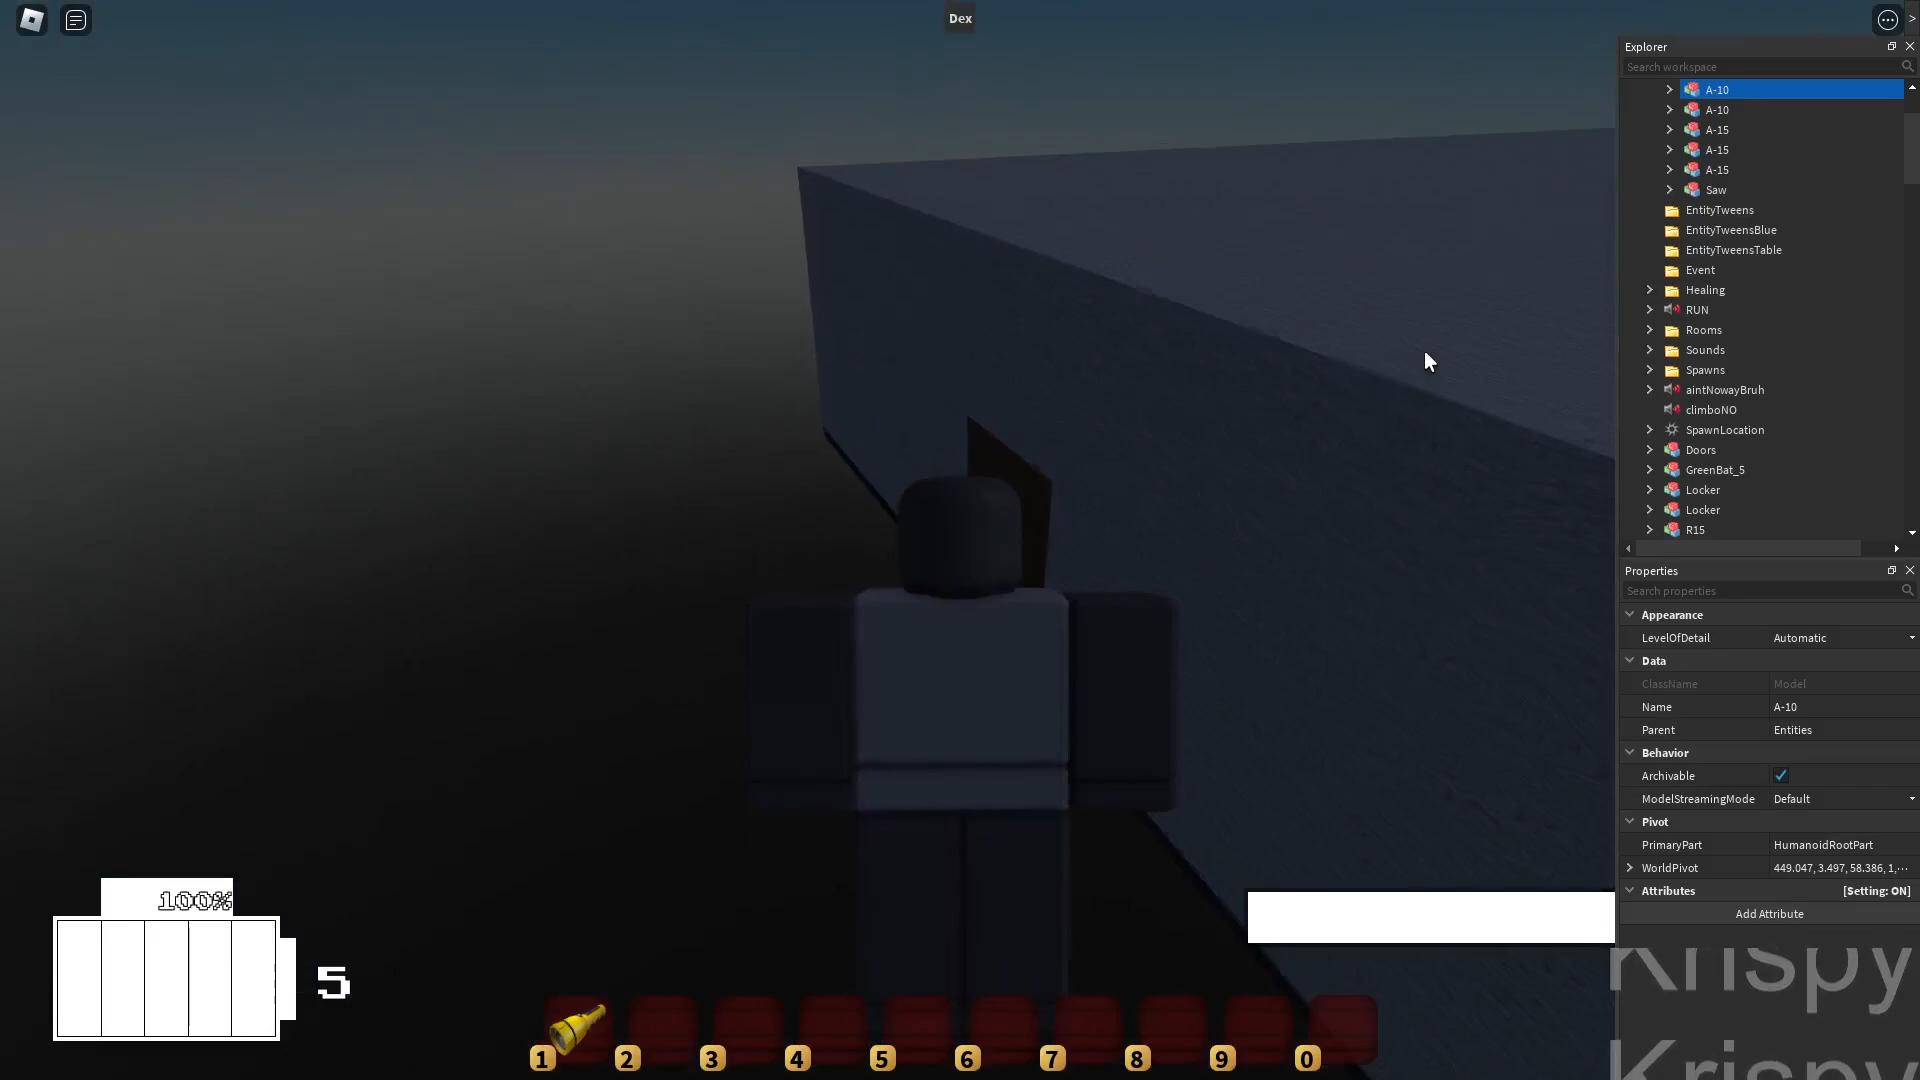 Dex
>
Explorer
Search workspace
A-10
A-10
A-15
A-15
A-15
Saw
EntityTweens
EntityTweensBlue
EntityTweensTable
Event
Healing
RUN
Rooms
Sounds
Spawns
aintNowayBruh
climboNO
SpawnLocation
Doors
GreenBat_5
Locker
Locker
R15
Properties
Search properties
Appearance
LevelOfDetail Automatic
Data
ClassName Model
Name A-10
Parent Entities
Behavior
Archivable
ModelStreamingMode Default
Pivot
PrimaryPart HumanoidRootPart
WorldPivot 449.047, 3.497, 58.386, 1,...
Attributes [Setting: ON]
Add Attribute
100%
5
Krispy
Krispy
1 2 3 4 5 6 7 8 9 0